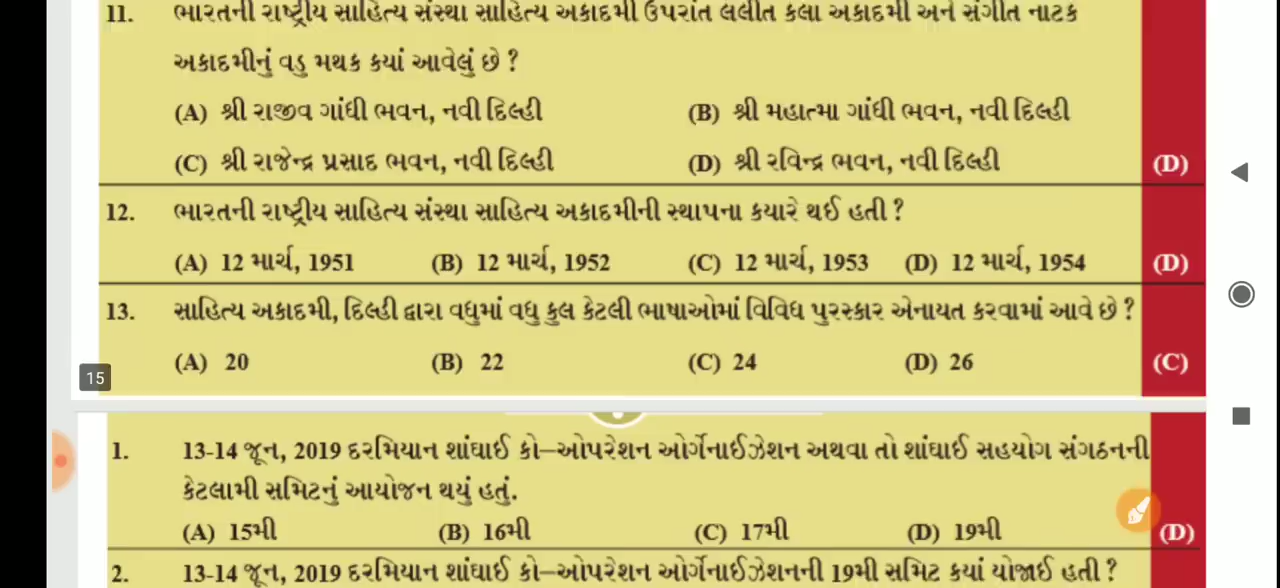 11. ભારતની રાષ્ટ્રીય સાહિત્ય સંસ્થા સાહિત્ય અકાદમી ઉપરાંત લલીત કલા અકાદમી અને સંગીત નાટક
અકાદમીનું વડુ મથક કયાં આવેલું છે ?
(A) શ્રી રાજીવ ગાંધી ભવન, નવી દિલ્હી (B) શ્રી મહાત્મા ગાંધી ભવન, નવી દિલ્હી
(C) શ્રી રાજેન્દ્ર પ્રસાદ ભવન, નવી દિલ્હી (D) શ્રી રવિન્દ્ર ભવન, નવી દિલ્હી (D)
12. ભારતની રાષ્ટ્રીય સાહિત્ય સંસ્થા સાહિત્ય અકાદમીની સ્થાપના કયારે થઈ હતી ?
(A) 12 માર્ચ, 1951 (B) 12 માર્ચ, 1952 (C) 12 માર્ચ, 1953 (D) 12 માર્ચ, 1954 (D)
13. સાહિત્ય અકાદમી, દિલ્હી દ્વારા વધુમાં વધુ કુલ કેટલી ભાષાઓમાં વિવિધ પુરસ્કાર એનાયત કરવામાં આવે છે ?
(A) 20 (B) 22 (C) 24 (D) 26 (C)
15
1. 13-14 જૂન, 2019 દરમિયાન શાંઘાઈ કો–ઓપરેશન ઓર્ગેનાઈઝેશન અથવા તો શાંઘાઈ સહયોગ સંગઠનની
કેટલામી સમિટનું આયોજન થયું હતું.
(A) 15મી (B) 16મી (C) 17મી (D) 19મી (D)
2. 13-14 જૂન, 2019 દરમિયાન શાંઘાઈ કો–ઓપરેશન ઓર્ગેનાઈઝેશનની 19મી સમિટ કયાં યોજાઈ હતી ?